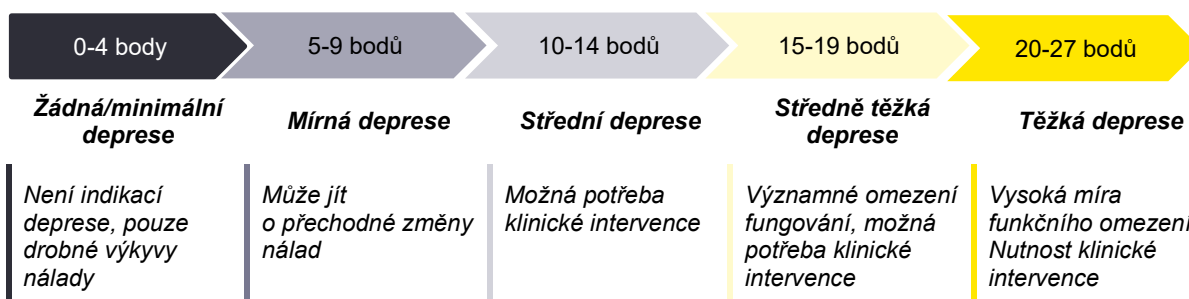 0-4 body
5-9 bodů
10-14 bodů
15-19 bodů
20-27 bodů
Žádná/minimální
deprese
Mírná deprese
Střední deprese
Středně těžká
deprese
Těžká deprese
Není indikací
deprese, pouze
drobné výkyvy
nálady
Může jít
o přechodné změny
nálad
Možná potřeba
klinické intervence
Významné omezení
fungování, možná
potřeba klinické
intervence
Vysoká míra
funkčního omezení
Nutnost klinické
intervence